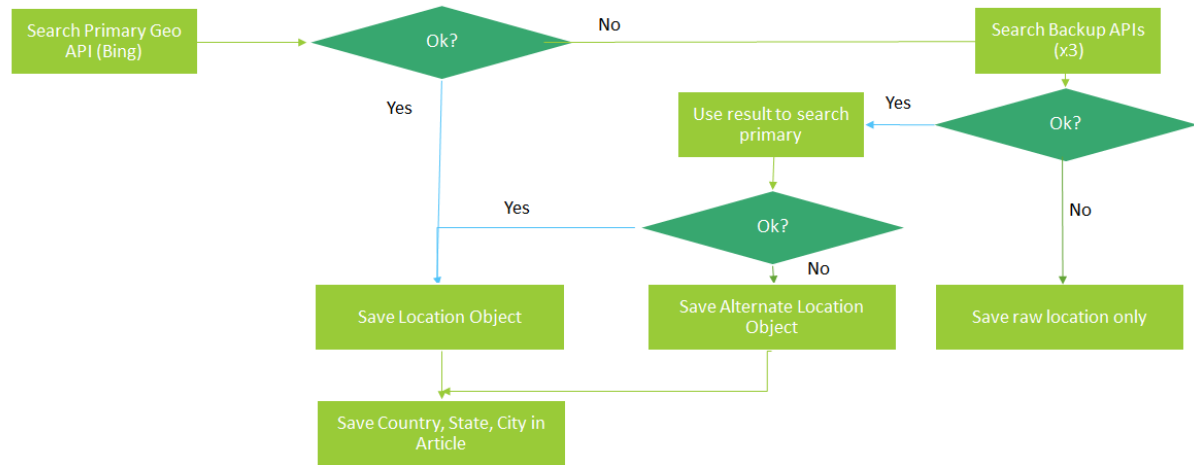 Search Primary Geo
API (Bing)
Ok?
No
Search Backup APIs
(x3)
Yes
Use result to search
primary
Yes
Ok?
Yes
Ok?
No
No
Save Location Object
Save Alternate Location
Object
Save raw location only
Save Country, State, City in
Article